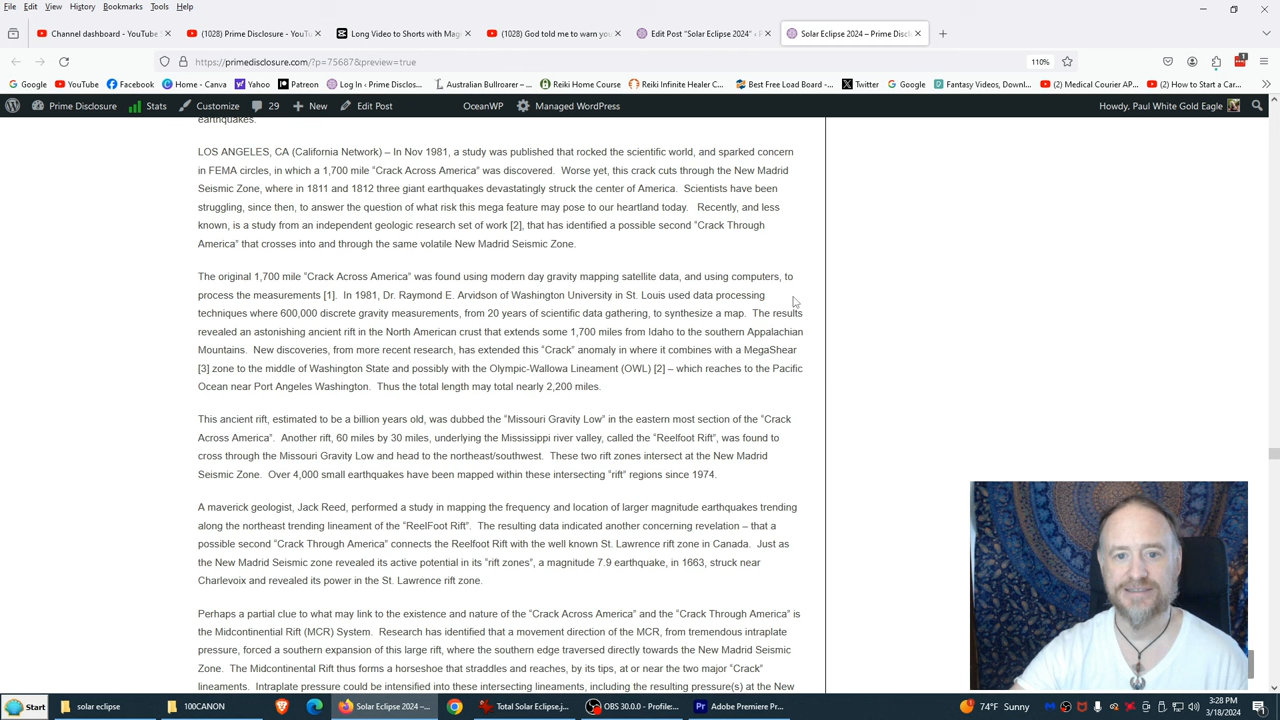 File Edit View History Bookmarks Tools Help
Channel dashboard - YouTube S
(1028) Prime Disclosure - YouTu
Long Video to Shorts with Mag
(1028) God told me to warn you
Edit Post “Solar Eclipse 2024” ‹ P
Solar Eclipse 2024 – Prime Discl
https://primedisclosure.com/?p=75687&preview=true
110%
Google YouTube Facebook Home - Canva Yahoo Patreon Log In ‹ Prime Disclos... Australian Bullroarer –... Reiki Home Course Reiki Infinite Healer C... Best Free Load Board -... Twitter Google Fantasy Videos, Downl... (2) Medical Courier AP... (2) How to Start a Car...
Prime Disclosure Stats Customize 29 New Edit Post OceanWP Managed WordPress Howdy, Paul White Gold Eagle
earthquakes.
LOS ANGELES, CA (California Network) – In Nov 1981, a study was published that rocked the scientific world, and sparked concern
in FEMA circles, in which a 1,700 mile “Crack Across America” was discovered. Worse yet, this crack cuts through the New Madrid
Seismic Zone, where in 1811 and 1812 three giant earthquakes devastatingly struck the center of America. Scientists have been
struggling, since then, to answer the question of what risk this mega feature may pose to our heartland today. Recently, and less
known, is a study from an independent geologic research set of work [2], that has identified a possible second “Crack Through
America” that crosses into and through the same volatile New Madrid Seismic Zone.
The original 1,700 mile “Crack Across America” was found using modern day gravity mapping satellite data, and using computers, to
process the measurements [1]. In 1981, Dr. Raymond E. Arvidson of Washington University in St. Louis used data processing
techniques where 600,000 discrete gravity measurements, from 20 years of scientific data gathering, to synthesize a map. The results
revealed an astonishing ancient rift in the North American crust that extends some 1,700 miles from Idaho to the southern Appalachian
Mountains. New discoveries, from more recent research, has extended this “Crack” anomaly in where it combines with a MegaShear
[3] zone to the middle of Washington State and possibly with the Olympic-Wallowa Lineament (OWL) [2] – which reaches to the Pacific
Ocean near Port Angeles Washington. Thus the total length may total nearly 2,200 miles.
This ancient rift, estimated to be a billion years old, was dubbed the “Missouri Gravity Low” in the eastern most section of the “Crack
Across America”. Another rift, 60 miles by 30 miles, underlying the Mississippi river valley, called the “Reelfoot Rift”, was found to
cross through the Missouri Gravity Low and head to the northeast/southwest. These two rift zones intersect at the New Madrid
Seismic Zone. Over 4,000 small earthquakes have been mapped within these intersecting “rift” regions since 1974.
A maverick geologist, Jack Reed, performed a study in mapping the frequency and location of larger magnitude earthquakes trending
along the northeast trending lineament of the “ReelFoot Rift”. The resulting data indicated another concerning revelation – that a
possible second “Crack Through America” connects the Reelfoot Rift with the well known St. Lawrence rift zone in Canada. Just as
the New Madrid Seismic zone revealed its active potential in its “rift zones”, a magnitude 7.9 earthquake, in 1663, struck near
Charlevoix and revealed its power in the St. Lawrence rift zone.
Perhaps a partial clue to what may link to the existence and nature of the “Crack Across America” and the “Crack Through America” is
the Midcontinental Rift (MCR) System. Research has identified that a movement direction of the MCR, from tremendous intraplate
pressure, forced a southern expansion of this large rift, where the southern edge traversed directly towards the New Madrid Seismic
Zone. The Midcontinental Rift thus forms a horseshoe that straddles and reaches, by its tips, at or near the two major “Crack”
lineaments. Intraplate pressure could be intensified into these intersecting lineaments, including the resulting pressure(s) at the New
Start solar eclipse 100CANON Solar Eclipse 2024 –... Total Solar Eclipse.j... OBS 30.0.0 - Profile:... Adobe Premiere Pro... 74°F Sunny 3:28 PM
3/18/2024